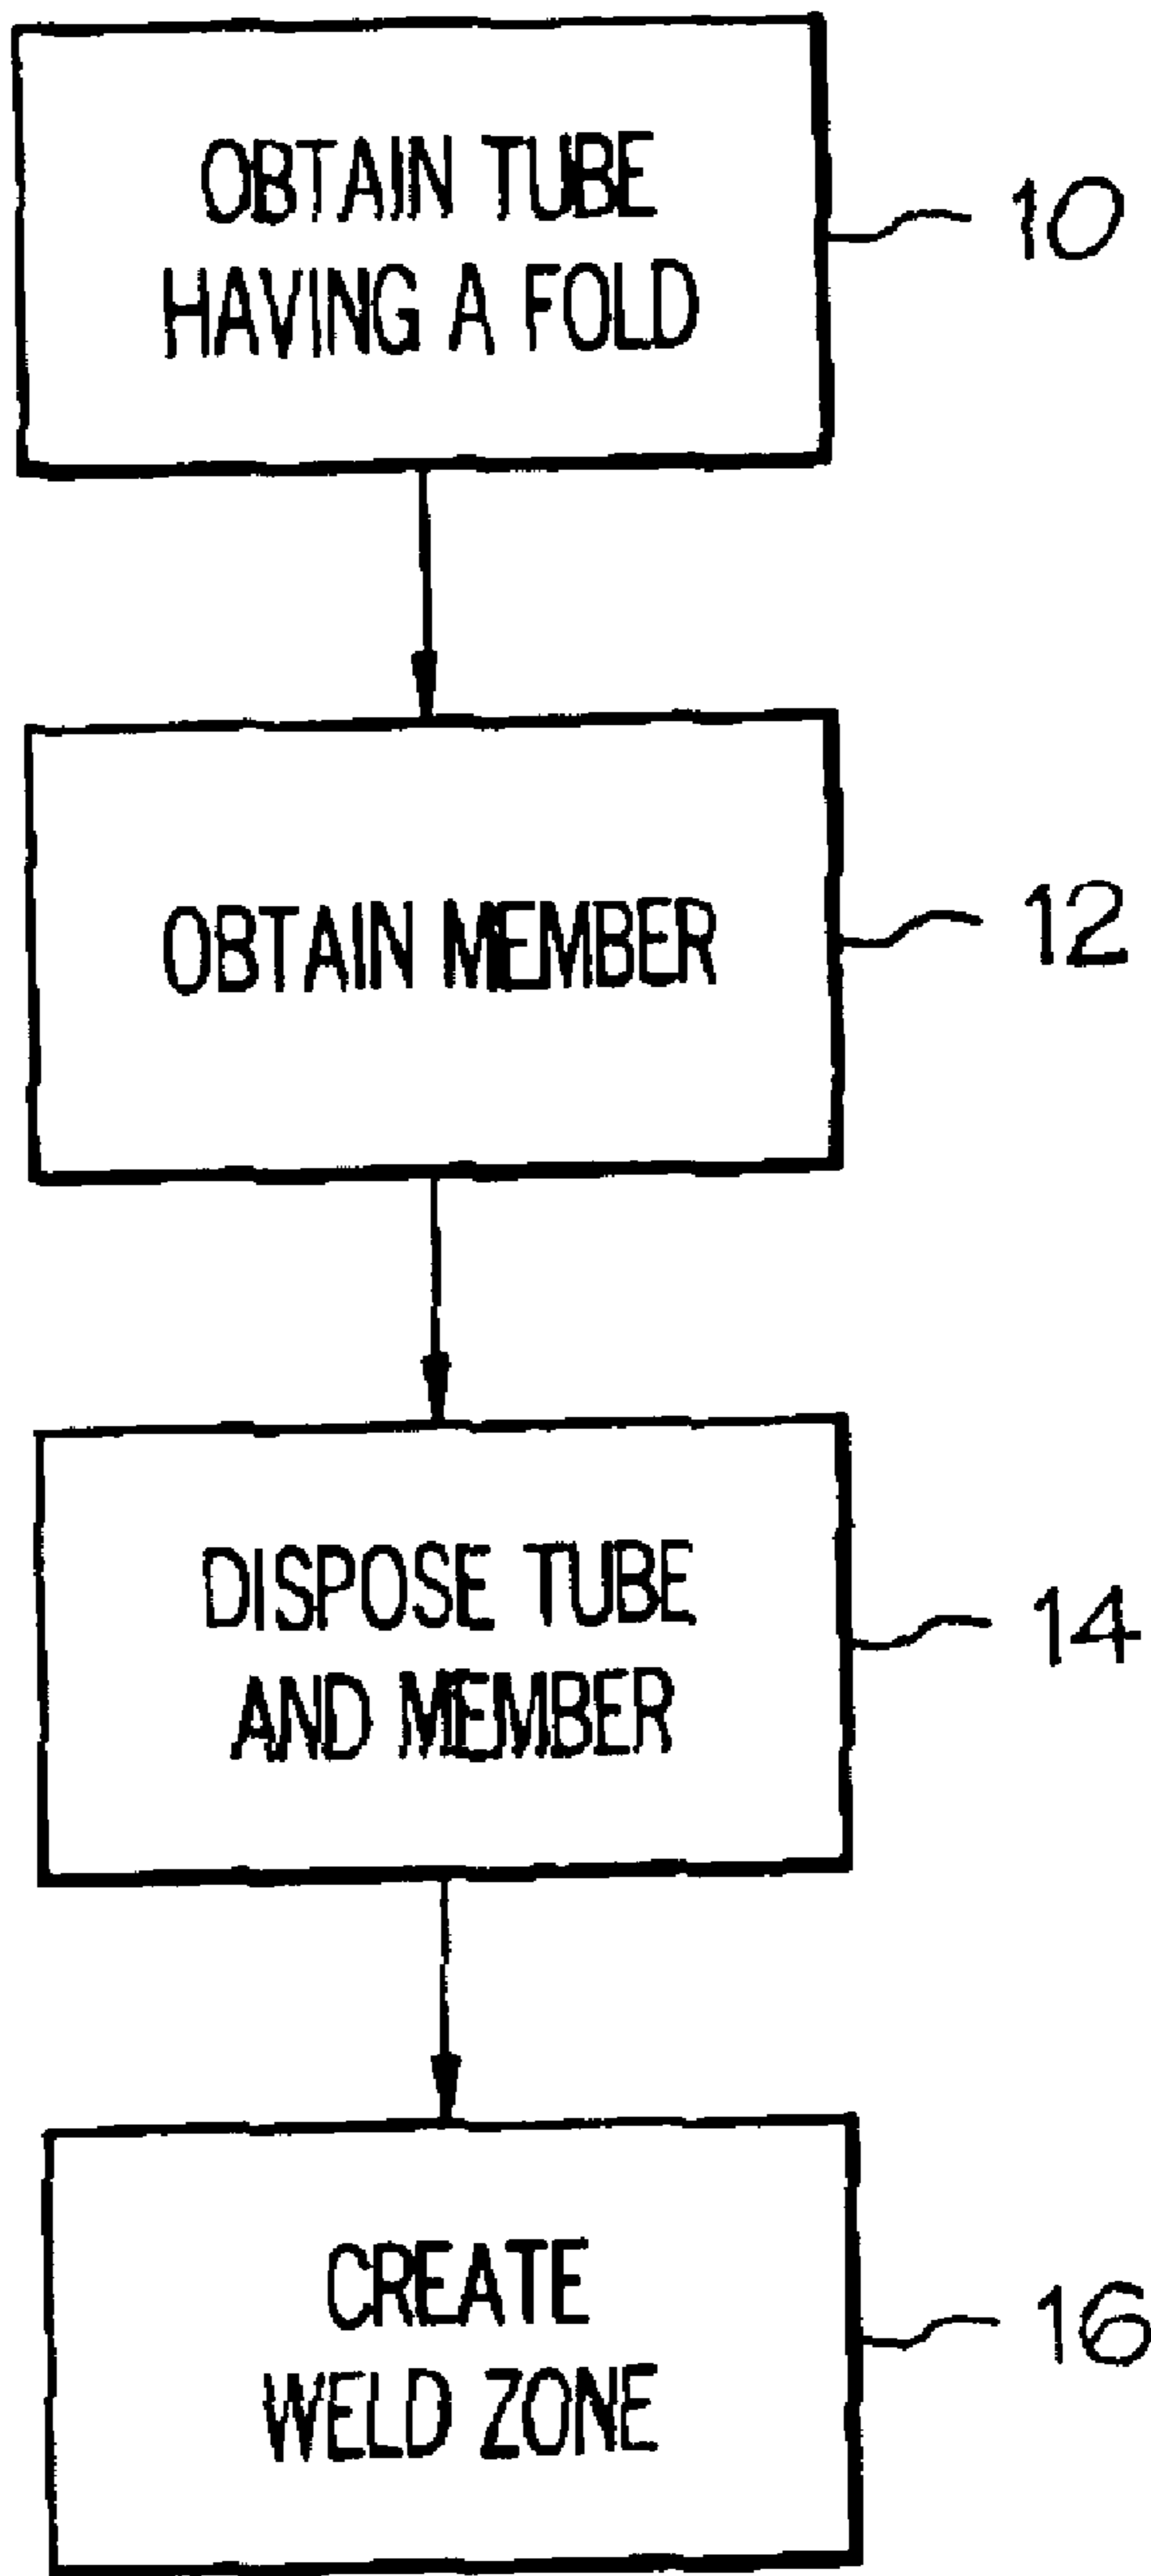 OBTAIN TUBE
HAVING A FOLD
10
OBTAIN MEMBER
12
DISPOSE TUBE
AND MEMBER
14
CREATE
WELD ZONE
16